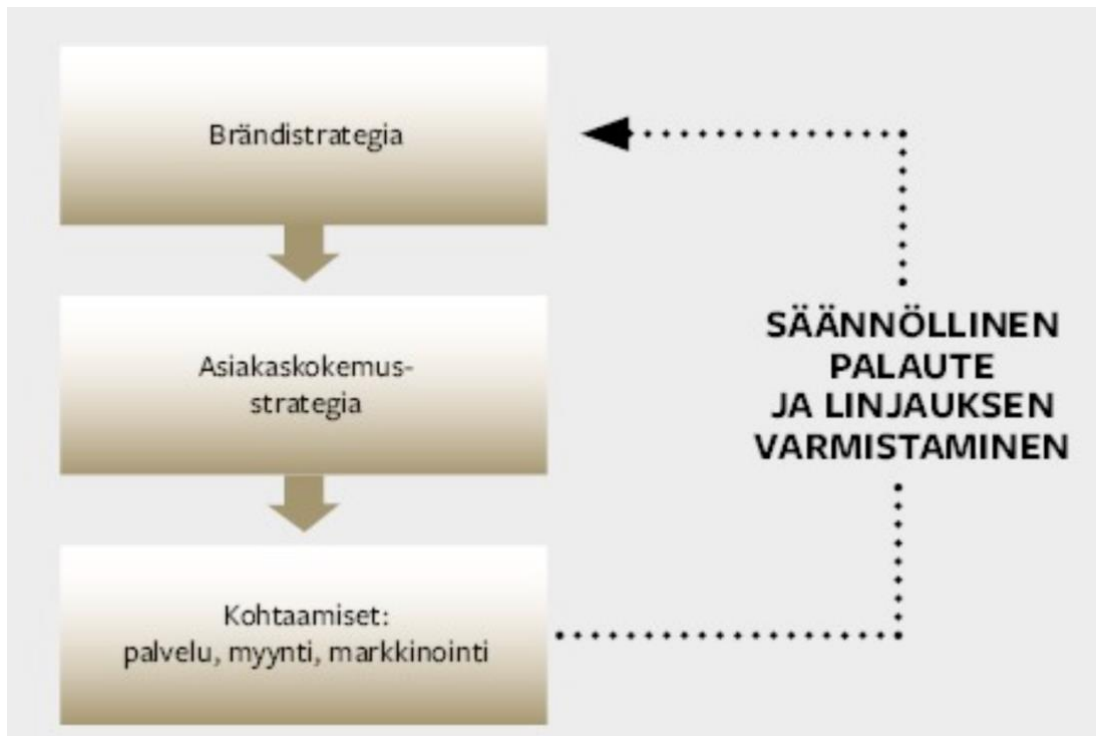 Brändistrategia
Asiakaskokemus-
strategia
Kohtaamiset:
palvelu, myynti, markkinointi
SÄÄNNÖLLINEN
PALAUTE
JA LINJAUKSEN
VARMISTAMINEN